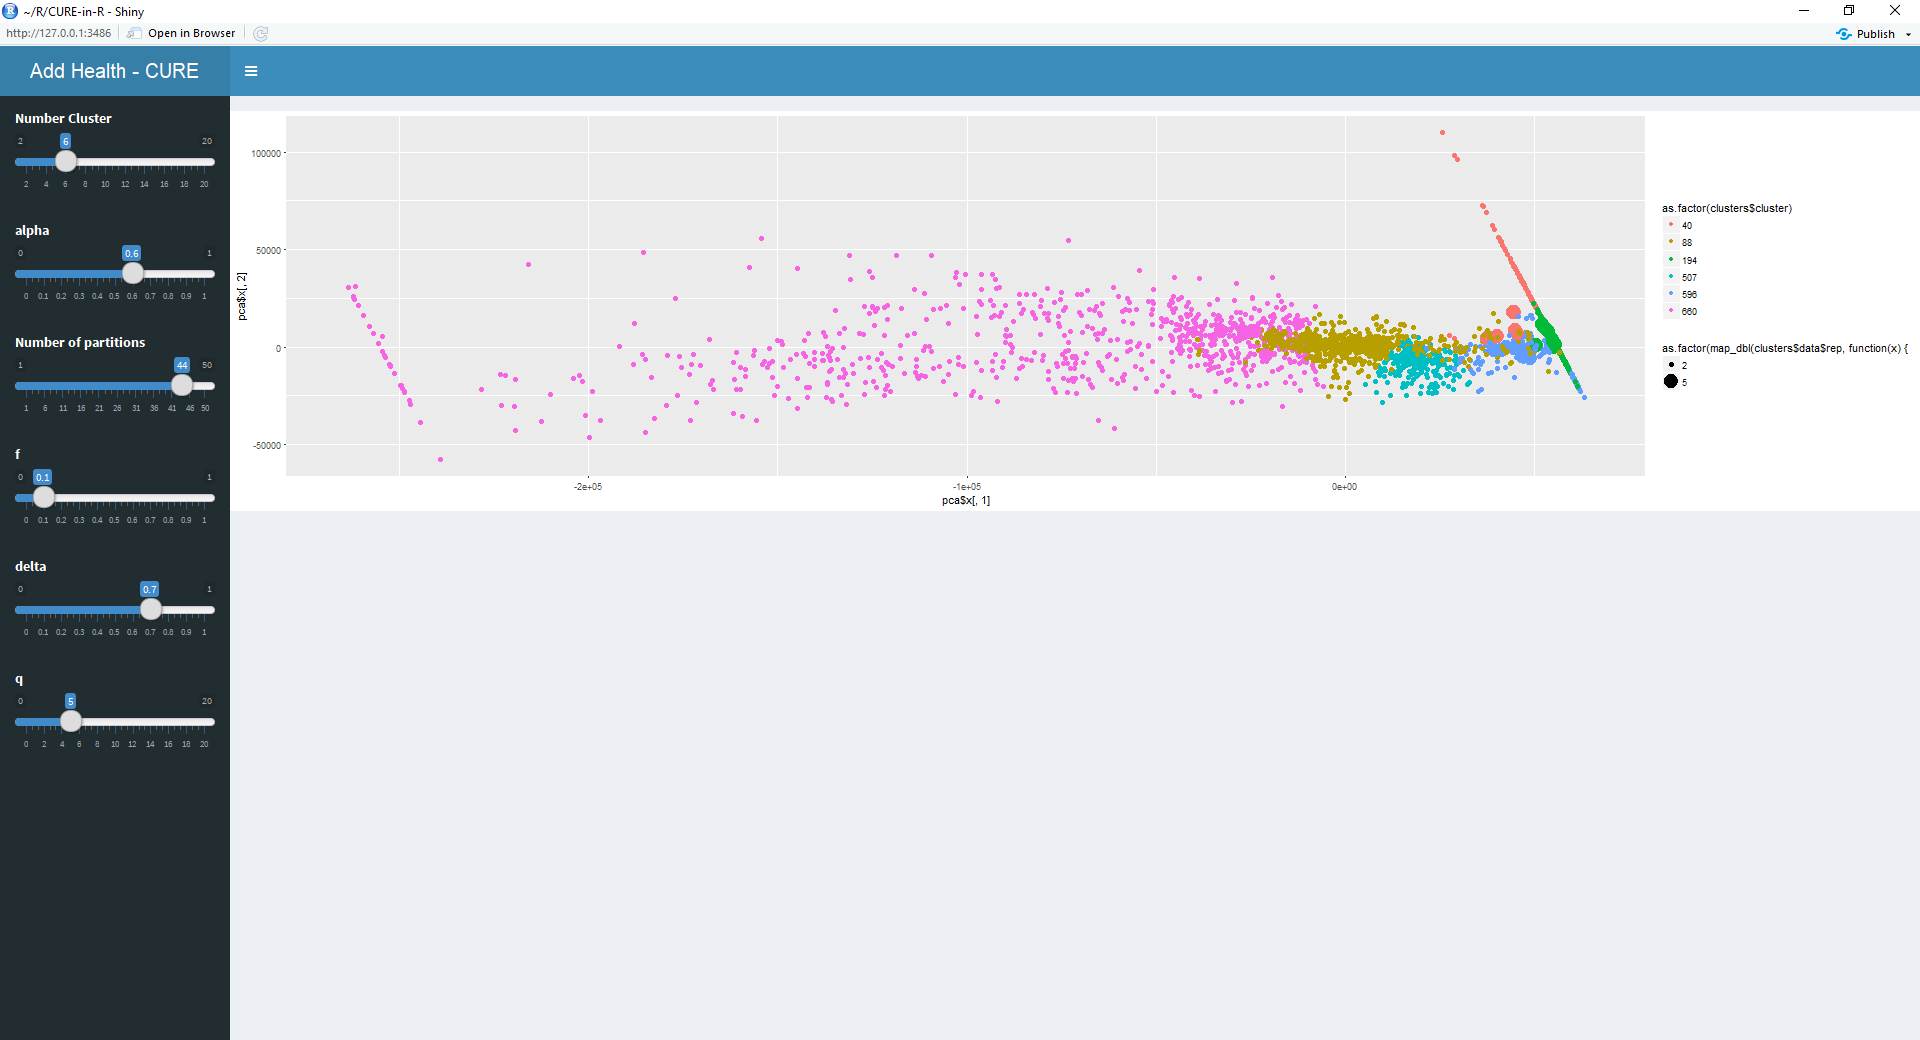 ~/R/CURE-in-R - Shiny
http://127.0.0.1:3486 Open in Browser Publish
Add Health - CURE
Number Cluster
2 6 20
2 4 6 8 10 12 14 16 18 20
alpha
0 0.6 1
0 0.1 0.2 0.3 0.4 0.5 0.6 0.7 0.8 0.9 1
Number of partitions
1 44 50
1 6 11 16 21 26 31 36 41 46 50
f
0 0.1 1
0 0.1 0.2 0.3 0.4 0.5 0.6 0.7 0.8 0.9 1
delta
0 0.7 1
0 0.1 0.2 0.3 0.4 0.5 0.6 0.7 0.8 0.9 1
q
0 5 20
0 2 4 6 8 10 12 14 16 18 20
pca$x[, 2]
100000
50000
0
-50000
-2e+05 -1e+05 0e+00
pca$x[, 1]
as.factor(clusters$cluster)
40
88
194
507
596
660
as.factor(map_dbl(clusters$data$rep, function(x) {
2
5